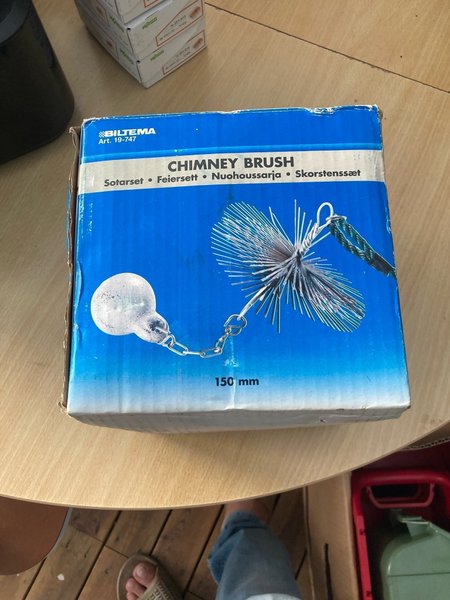 BILTEMA
Art. 19-747
CHIMNEY BRUSH
Sotarset • Feiersett • Nuohoussarja • Skorstenssæt
150 mm